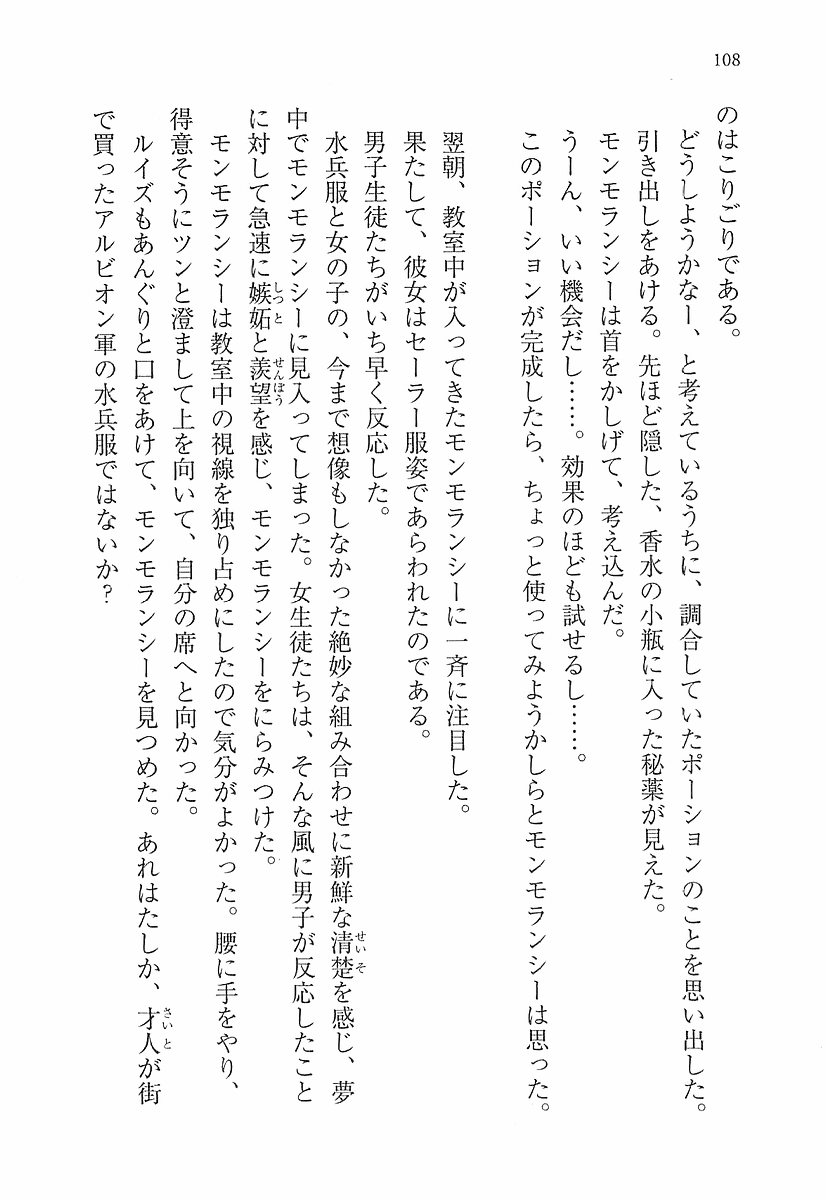 108
のはこりごりである。
どうしようかなー、と考えているうちに、調合していたポーションのことを思い出した。
引き出しをあける。先ほど隠した、香水の小瓶に入った秘薬が見えた。
モンモランシーは首をかしげて、考え込んだ。
うーん、いい機会だし……。効果のほども試せるし……。
このポーションが完成したら、ちょっと使ってみようかしらとモンモランシーは思った。
翌朝、教室中が入ってきたモンモランシーに一斉に注目した。
果たして、彼女はセーラー服姿であらわれたのである。
男子生徒たちがいち早く反応した。
水兵服と女の子の、今まで想像もしなかった絶妙な組み合わせに新鮮な清楚を感じ、夢
中でモンモランシーに見入ってしまった。女生徒たちは、そんな風に男子が反応したこと
に対して急速に嫉妬と羨望を感じ、モンモランシーをにらみつけた。
モンモランシーは教室中の視線を独り占めにしたので気分がよかった。腰に手をやり、
得意そうにツンと澄まして上を向いて、自分の席へと向かった。
ルイズもあんぐりと口をあけて、モンモランシーを見つめた。あれはたしか、才人が街
で買ったアルビオン軍の水兵服ではないか?